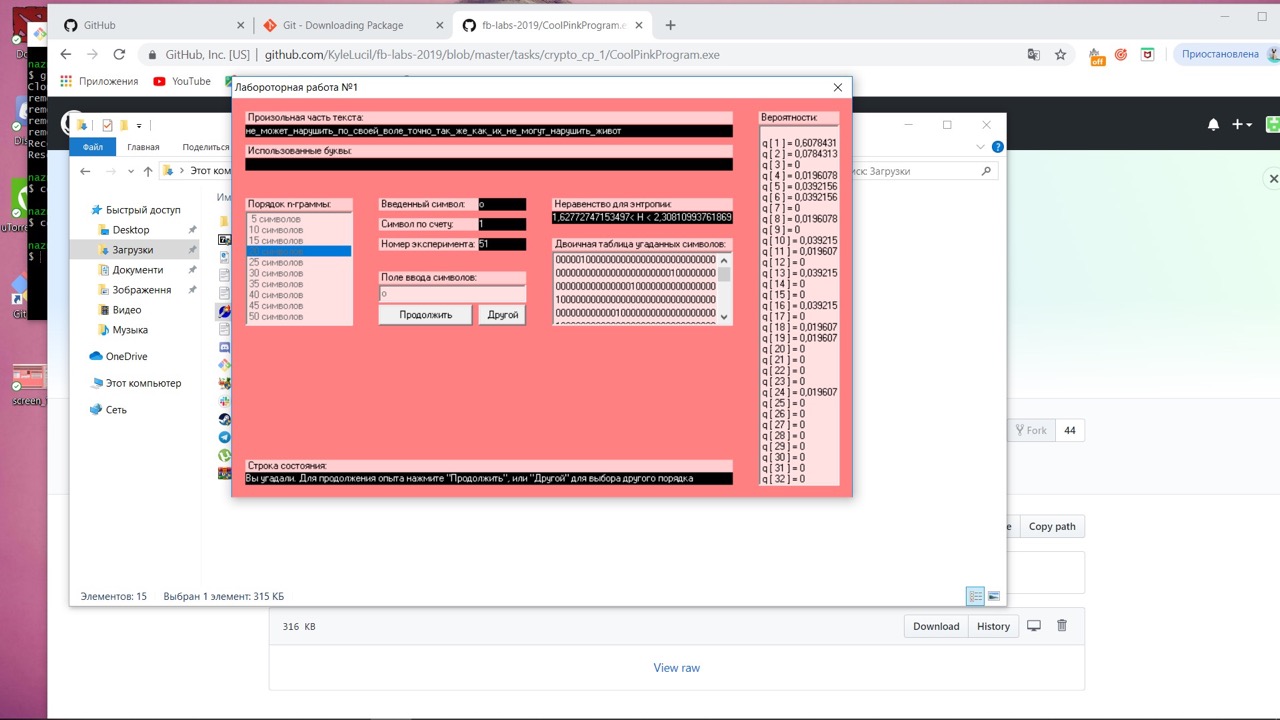 GitHub
Git - Downloading Package
fb-labs-2019/CoolPinkProgram.e
GitHub, Inc. [US] | github.com/KyleLucil/fb-labs-2019/blob/master/tasks/crypto_cp_1/CoolPinkProgram.exe
off
Приостановлена
Приложения
YouTube
Лабороторная работа №1
Файл
Главная
Поделиться
Этот ком
ск: Загрузки
Быстрый доступ
Desktop
Загрузки
Документи
Зображення
Видео
Музыка
OneDrive
Этот компьютер
Сеть
Элементов: 15
Выбран 1 элемент: 315 КБ
Произольная часть текста:
не_может_нарушить_по_своей_воле_точно_так_же_как_их_не_могут_нарушить_живот
Использованные буквы:
Порядок n-граммы:
5 символов
10 символов
15 символов
25 символов
30 символов
35 символов
40 символов
45 символов
50 символов
Введенный символ: о
Символ по счету: 1
Номер эксперимента: 51
Поле ввода символов:
о
Продолжить
Другой
Неравенство для энтропии:
1,62772747153497< H < 2,30810993761869
Двоичная таблица угаданных символов:
Вероятности:
q [ 1 ] = 0,6078431
q [ 2 ] = 0,0784313
q [ 3 ] = 0
q [ 4 ] = 0,0196078
q [ 5 ] = 0,0392156
q [ 6 ] = 0,0392156
q [ 7 ] = 0
q [ 8 ] = 0,0196078
q [ 9 ] = 0
q [ 10 ] = 0,039215
q [ 11 ] = 0,019607
q [ 12 ] = 0
q [ 13 ] = 0,039215
q [ 14 ] = 0
q [ 15 ] = 0
q [ 16 ] = 0,039215
q [ 17 ] = 0
q [ 18 ] = 0,019607
q [ 19 ] = 0,019607
q [ 20 ] = 0
q [ 21 ] = 0
q [ 22 ] = 0
q [ 23 ] = 0
q [ 24 ] = 0,019607
q [ 25 ] = 0
q [ 26 ] = 0
q [ 27 ] = 0
q [ 28 ] = 0
q [ 29 ] = 0
q [ 30 ] = 0
q [ 31 ] = 0
q [ 32 ] = 0
Строка состояния:
Вы угадали. Для продолжения опыта нажмите "Продолжить", или "Другой" для выбора другого порядка
Fork
44
Copy path
316 KB
Download
History
View raw